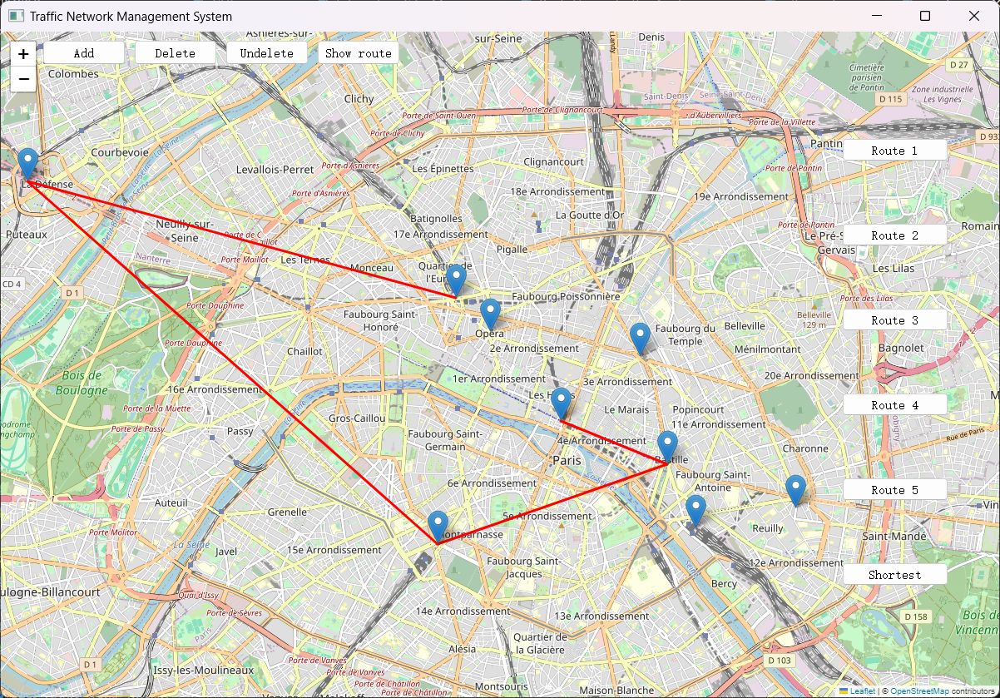 Traffic Network Management System
Asnières-sur-
sur-Seine
Denis
+
Add
Delete
Undelete
Show route
−
Colombes
Landy
Cimetière
parisien
de Pantin
D 27
Zone industrielle
Les Vignes
Clichy
Saint-Denis
Seine-Saint-Denis
D 115
Porte de Saint-Ouen
Porte de Clignancourt
d'Aubervilliers
Porte de la Villette
Porte de Clichy
D 933
Courbevoie
La Seine
Pantin
Route 1
Levallois-Perret
Porte d'Asnières
Les Épinettes
Clignancourt
Porte de Pantin
La Défense
Porte d'Asnières
18e Arrondissement
19e Arrondissement
Batignolles
La Goutte d'Or
Neuilly-sur-
Seine
Porte de Pantin
Romain
Puteaux
17e Arrondissement
Le Pré-S
Gervais
Route 2
Petit-Bras
Pigalle
Nanterre
Porte Maillot
Les Ternes
Monceau
Quartier de
l'Europe
Les Lilas
CD 4
D 1
Faubourg Poissonnière
Porte des Lilas
Porte Dauphine
Faubourg Saint-
Honoré
Belleville
129 m
Route 3
Belleville
Opéra
Faubourg du
Temple
Porte Dauphine
Chaillot
2e Arrondissement
Ménilmontant
Bagnolet
Bois de
Boulogne
1er Arrondissement
3e Arrondissement
20e Arrondissement
16e Arrondissement
Les Halles
Route 4
Porte de la Muette
Gros-Caillou
Le Marais
Popincourt
11e Arrondissement
Porte de Passy
Passy
La Seine
Faubourg Saint-
Germain
4e Arrondissement
Rue de Paris
Paris
Bastille
Charonne
6e Arrondissement
Faubourg Saint-
Antoine
Route 5
Auteuil
Grenelle
5e Arrondissement
Vin
Porte Molitor
Montparnasse
Reuilly
Saint-Mandé
La Seine
Javel
15e Arrondissement
Faubourg Saint-
Jacques
12e Arrondissement
Shortest
ulogne-Billancourt
Quai d'Issy
Bercy
Porte de Sèvres
14e Arrondissement
13e Arrondissement
D 158
Bois de
Vincenn
Paris
Quartier de
la Glacière
Alésia
D 1
Issy-les-Moulineaux
Porte de Vanves
D 103
Porte de Vanves
Porte de Châtillon
Porte de Châtillon
Montsouris
Maison-Blanche
Leaflet | © OpenStreetMap contributors